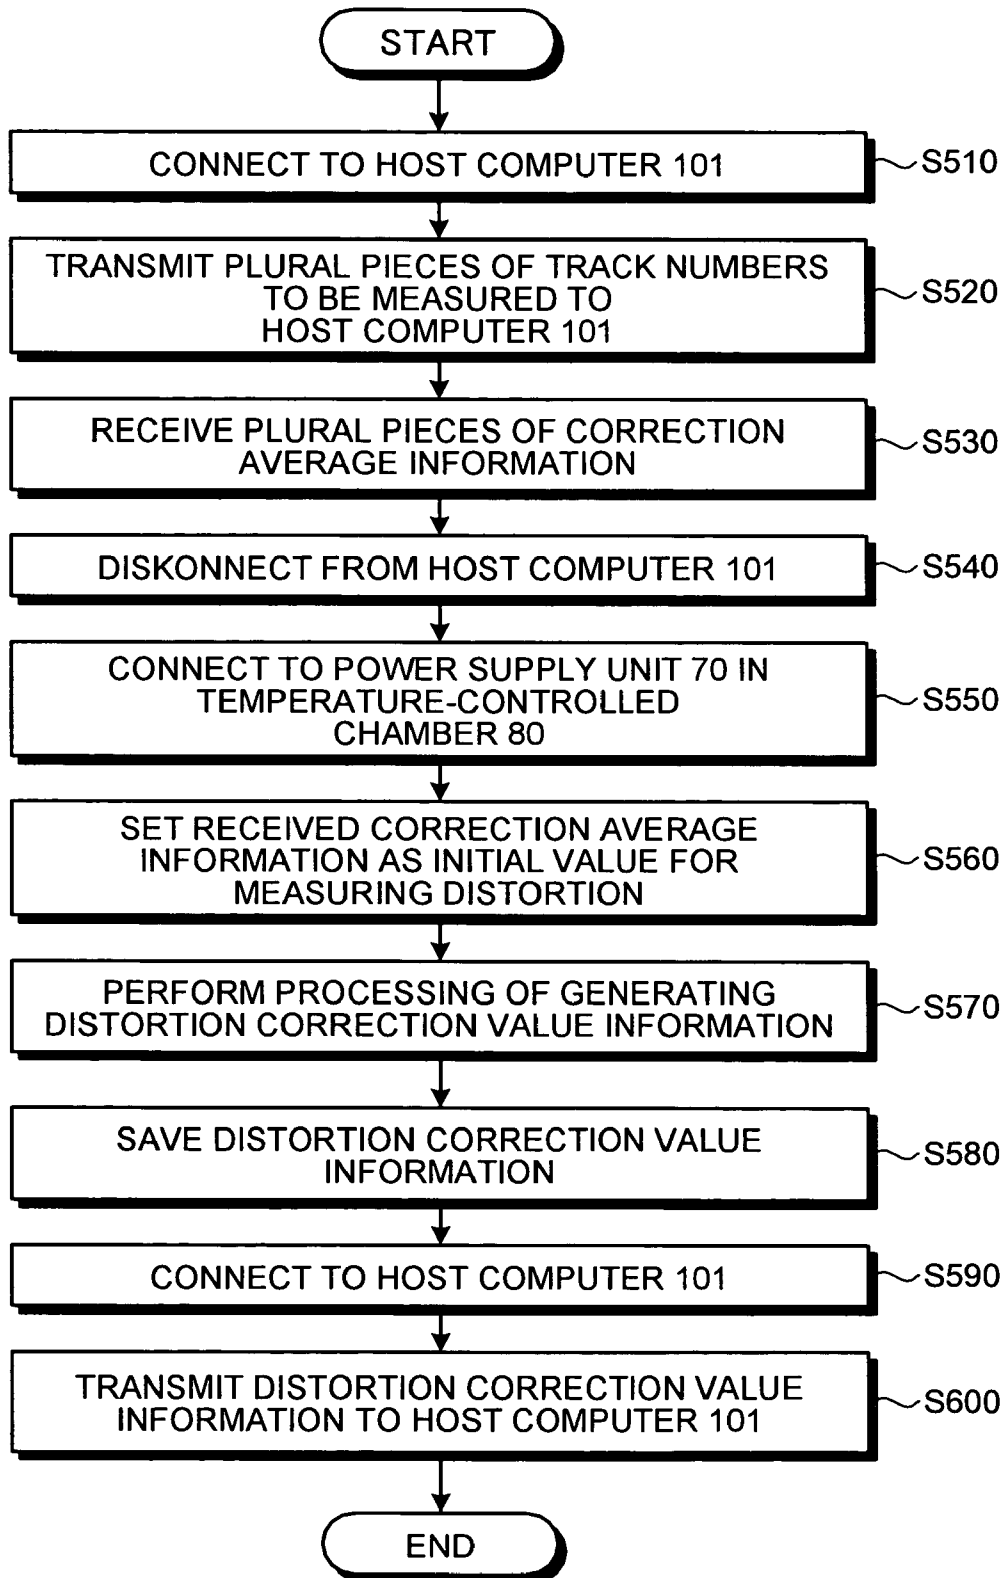 START
CONNECT TO HOST COMPUTER 101
S510
TRANSMIT PLURAL PIECES OF TRACK NUMBERS
TO BE MEASURED TO
HOST COMPUTER 101
S520
RECEIVE PLURAL PIECES OF CORRECTION
AVERAGE INFORMATION
S530
DISKONNECT FROM HOST COMPUTER 101
S540
CONNECT TO POWER SUPPLY UNIT 70 IN
TEMPERATURE-CONTROLLED
CHAMBER 80
S550
SET RECEIVED CORRECTION AVERAGE
INFORMATION AS INITIAL VALUE FOR
MEASURING DISTORTION
S560
PERFORM PROCESSING OF GENERATING
DISTORTION CORRECTION VALUE INFORMATION
S570
SAVE DISTORTION CORRECTION VALUE
INFORMATION
S580
CONNECT TO HOST COMPUTER 101
S590
TRANSMIT DISTORTION CORRECTION VALUE
INFORMATION TO HOST COMPUTER 101
S600
END